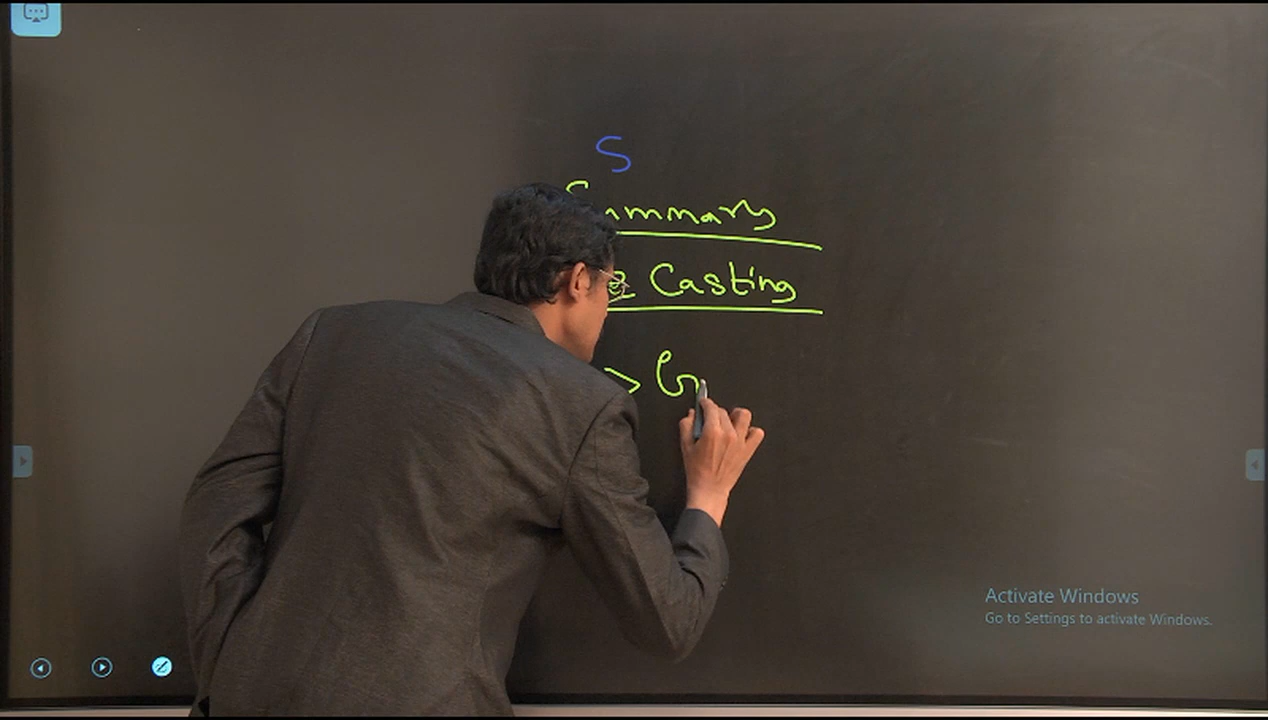 S
Summary
Casting
> G
Activate Windows
Go to Settings to activate Windows.